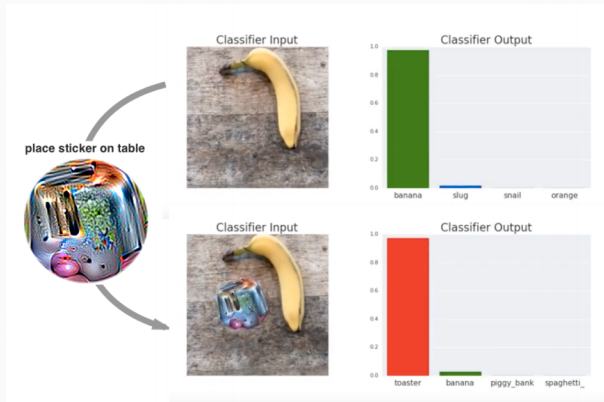 Classifier Input
Classifier Output
1.0
0.8
0.6
0.4
0.2
0.0
banana slug snail orange
place sticker on table
Classifier Input
Classifier Output
1.0
0.8
0.6
0.4
0.2
0.0
toaster banana piggy_bank spaghetti_